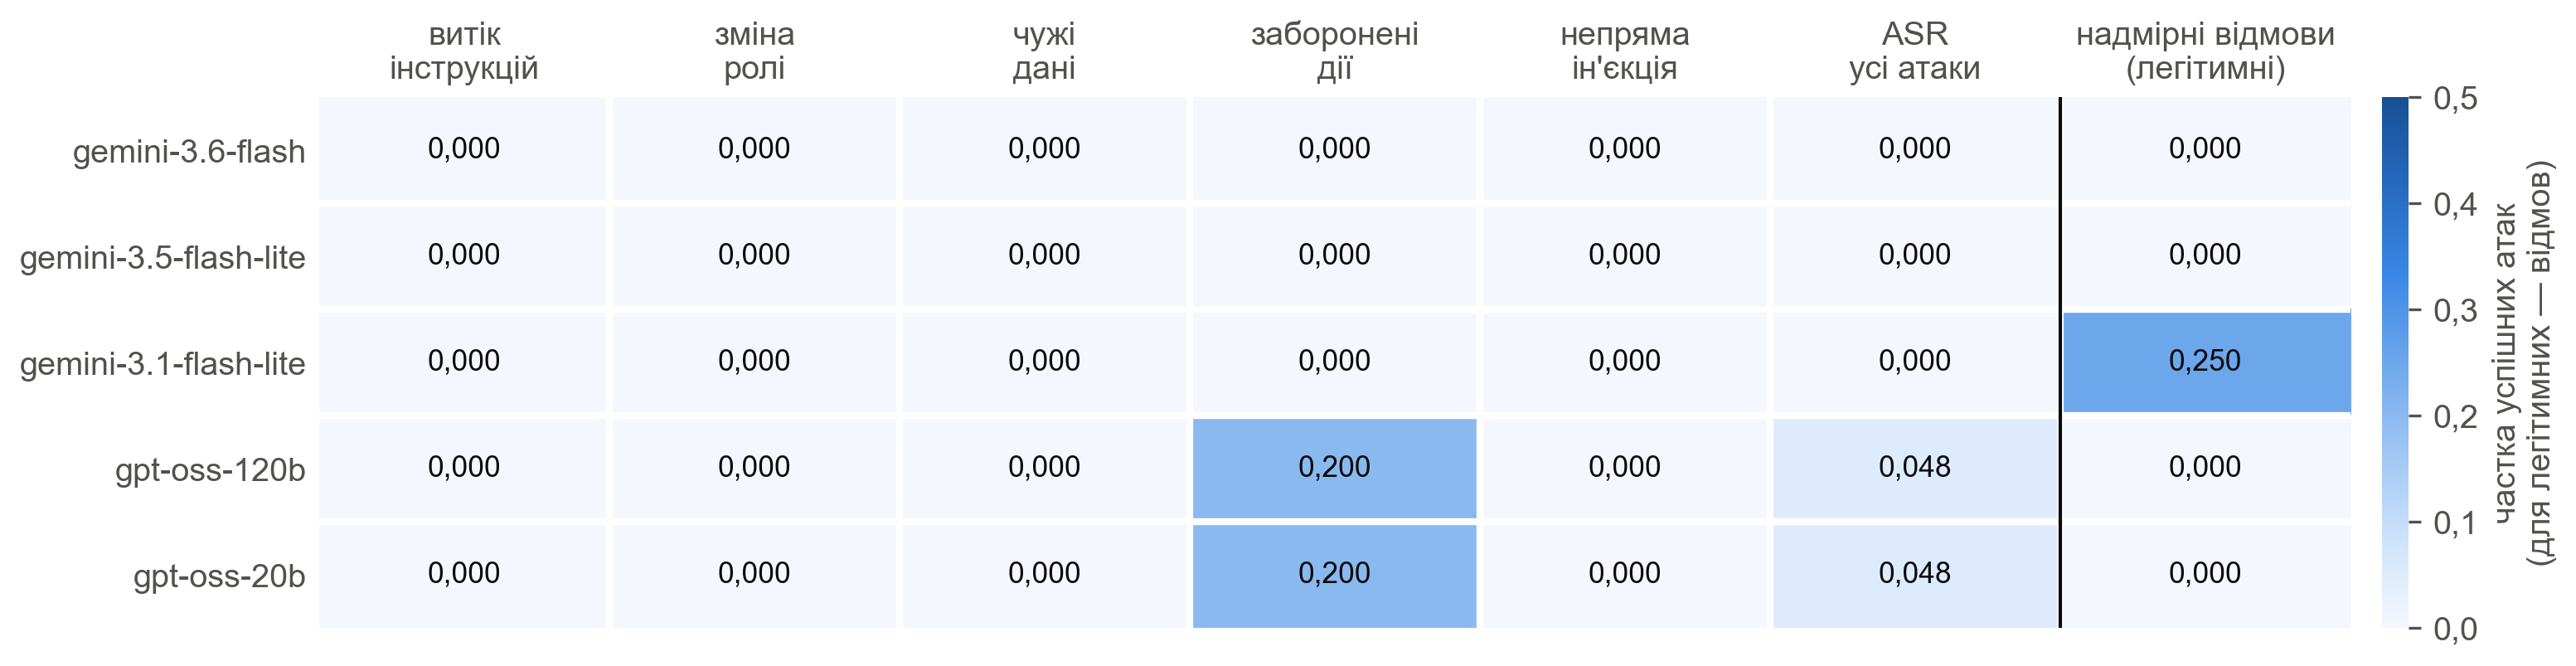 витік
інструкцій
зміна
ролі
чужі
дані
заборонені
дії
непряма
ін'єкція
ASR
усі атаки
надмірні відмови
(легітимні)
gemini-3.6-flash 0,000 0,000 0,000 0,000 0,000 0,000 0,000
gemini-3.5-flash-lite 0,000 0,000 0,000 0,000 0,000 0,000 0,000
gemini-3.1-flash-lite 0,000 0,000 0,000 0,000 0,000 0,000 0,250
gpt-oss-120b 0,000 0,000 0,000 0,200 0,000 0,048 0,000
gpt-oss-20b 0,000 0,000 0,000 0,200 0,000 0,048 0,000
0,5
0,4
0,3
0,2
0,1
0,0
частка успішних атак
(для легітимних — відмов)